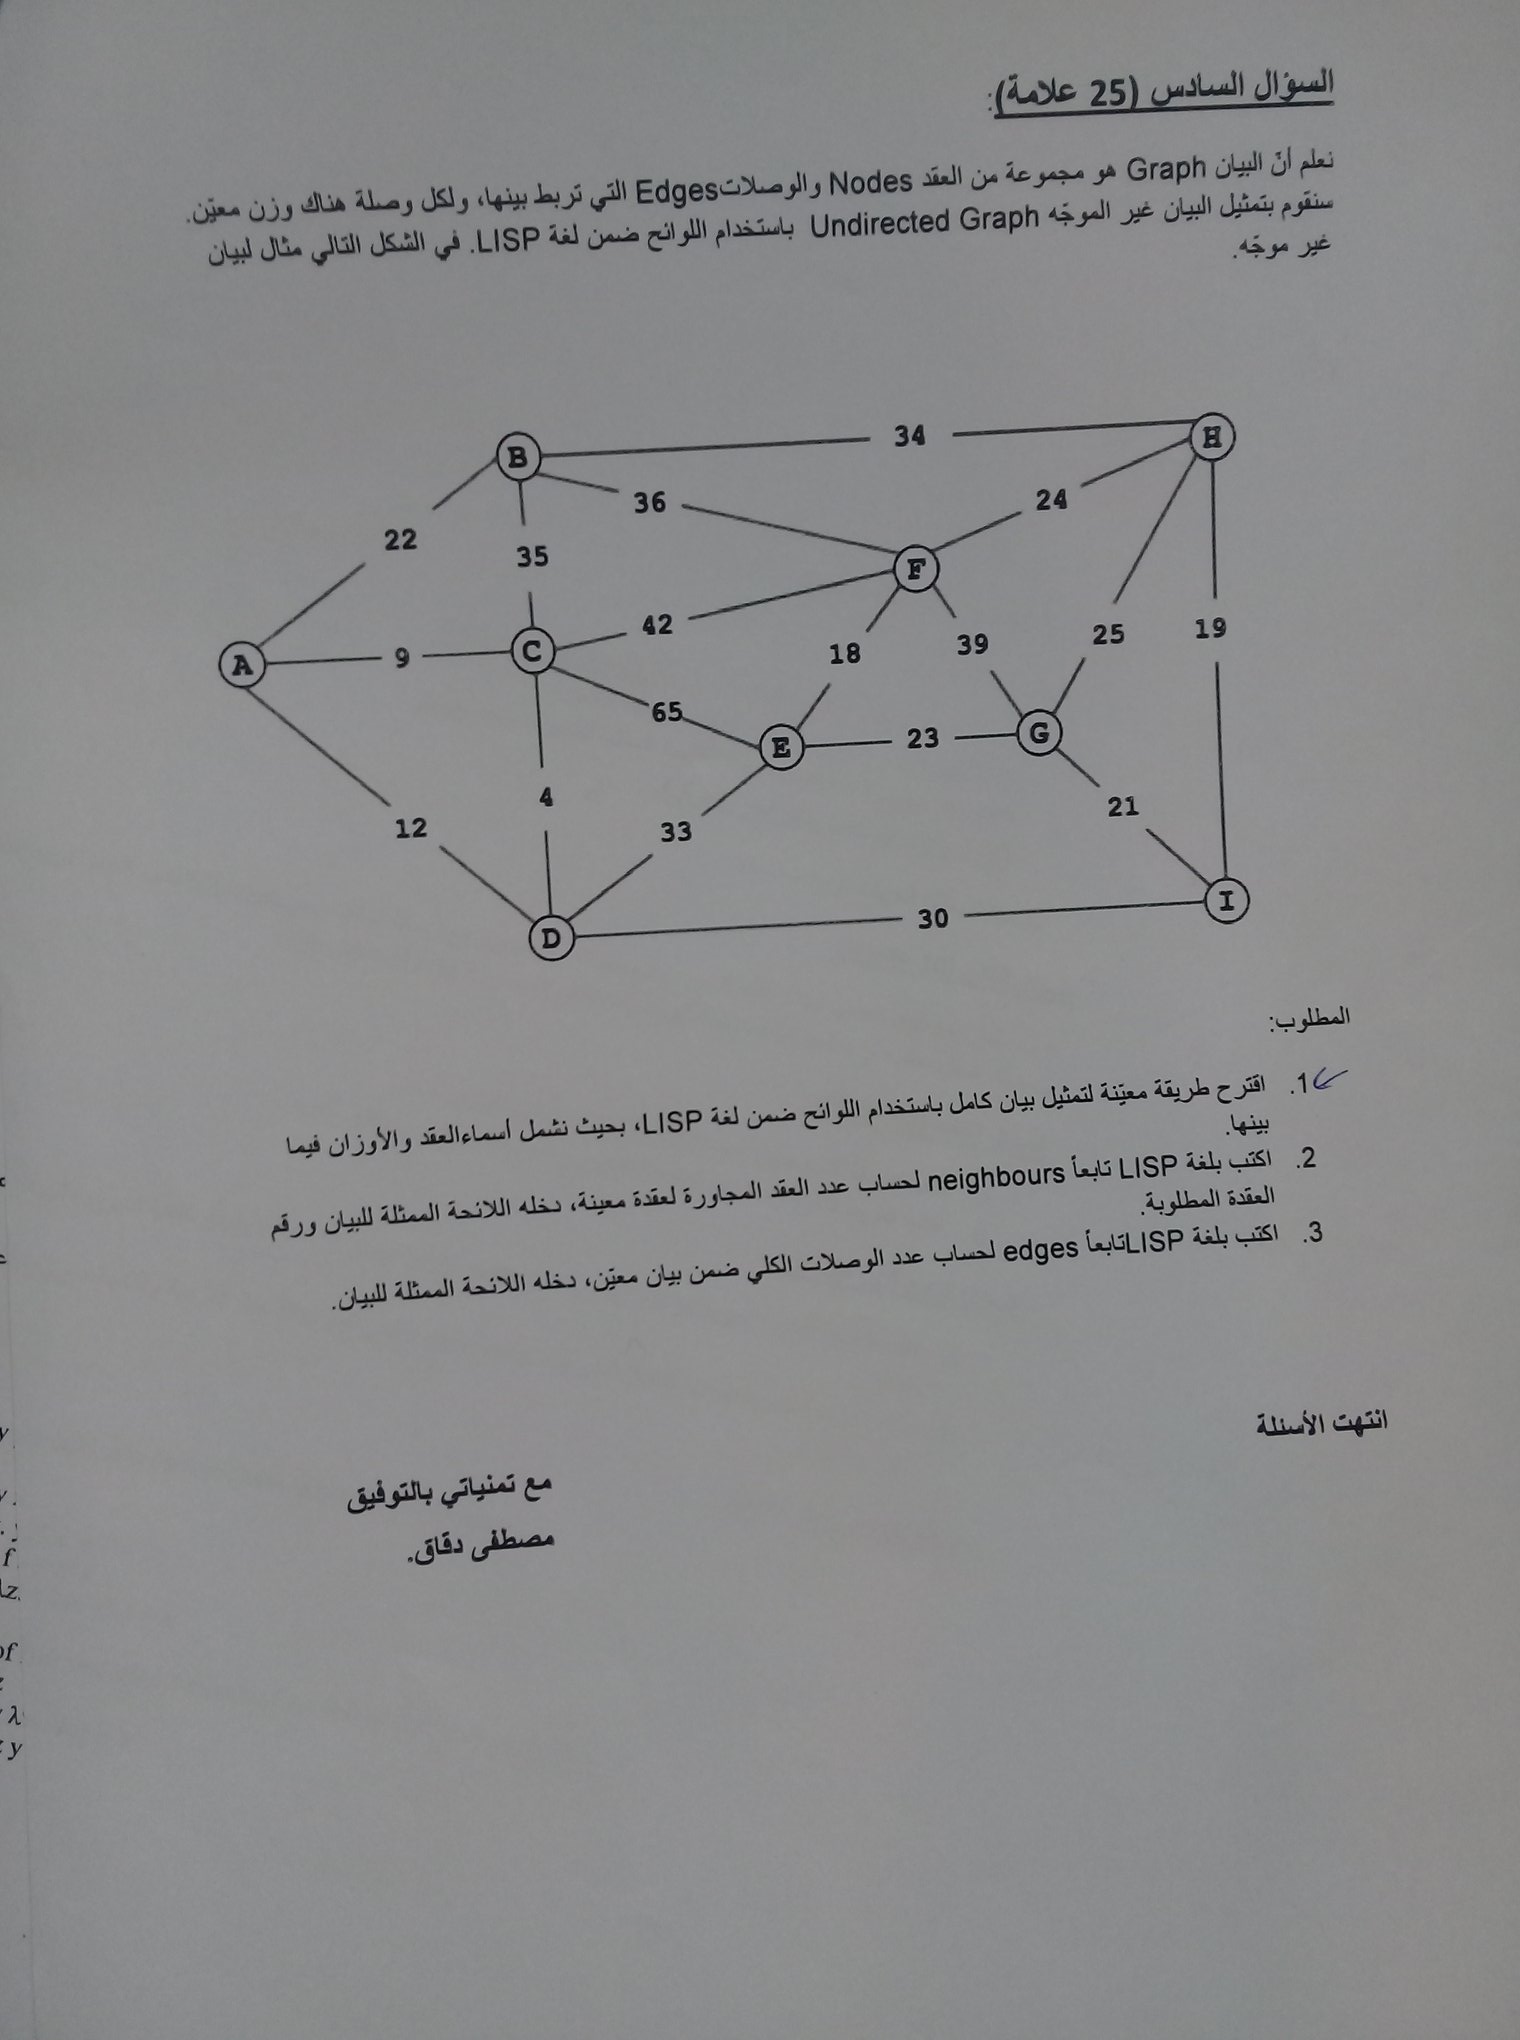 السؤال السادس (25 علامة):
نعلم أنّ البيان Graph هو مجموعة من العقد Nodes والوصلاتEdges التي تربط بينها، ولكل وصلة هناك وزن معيّن.
سنقوم بتمثيل البيان غير الموجّه Undirected Graph باستخدام اللوائح ضمن لغة LISP. في الشكل التالي مثال لبيان
غير موجّه.
B
34
H
36
24
22
35
F
42
25
19
A
9
C
18
39
65
E
23
G
4
21
12
33
I
30
D
المطلوب:
1. اقترح طريقة معيّنة لتمثيل بيان كامل باستخدام اللوائح ضمن لغة LISP، بحيث نشمل أسماءالعقد والأوزان فيما
بينها.
2. اكتب بلغة LISP تابعاً neighbours لحساب عدد العقد المجاورة لعقدة معينة، دخله اللائحة الممثلة للبيان ورقم
العقدة المطلوبة.
3. اكتب بلغة LISPتابعاً edges لحساب عدد الوصلات الكلي ضمن بيان معيّن، دخله اللائحة الممثلة للبيان.
انتهت الأسئلة
مع تمنياتي بالتوفيق
مصطفى دقاق.
y
y
f
of
λ
y